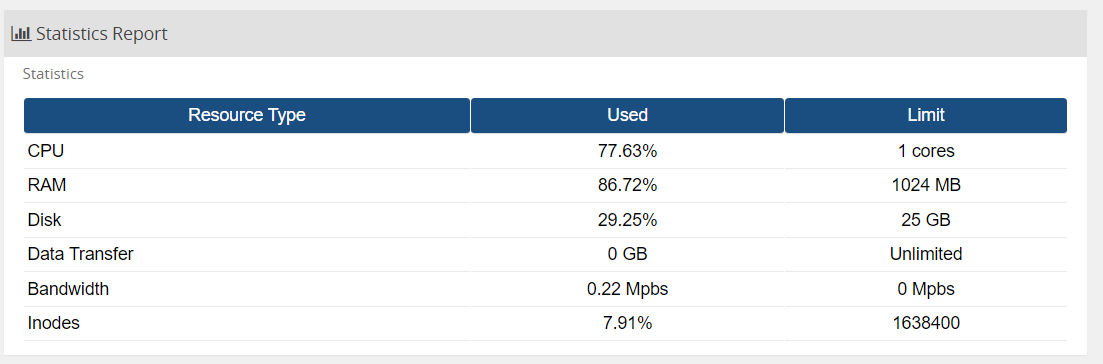 Statistics Report
Statistics
Resource Type Used Limit
CPU 77.63% 1 cores
RAM 86.72% 1024 MB
Disk 29.25% 25 GB
Data Transfer 0 GB Unlimited
Bandwidth 0.22 Mpbs 0 Mpbs
Inodes 7.91% 1638400